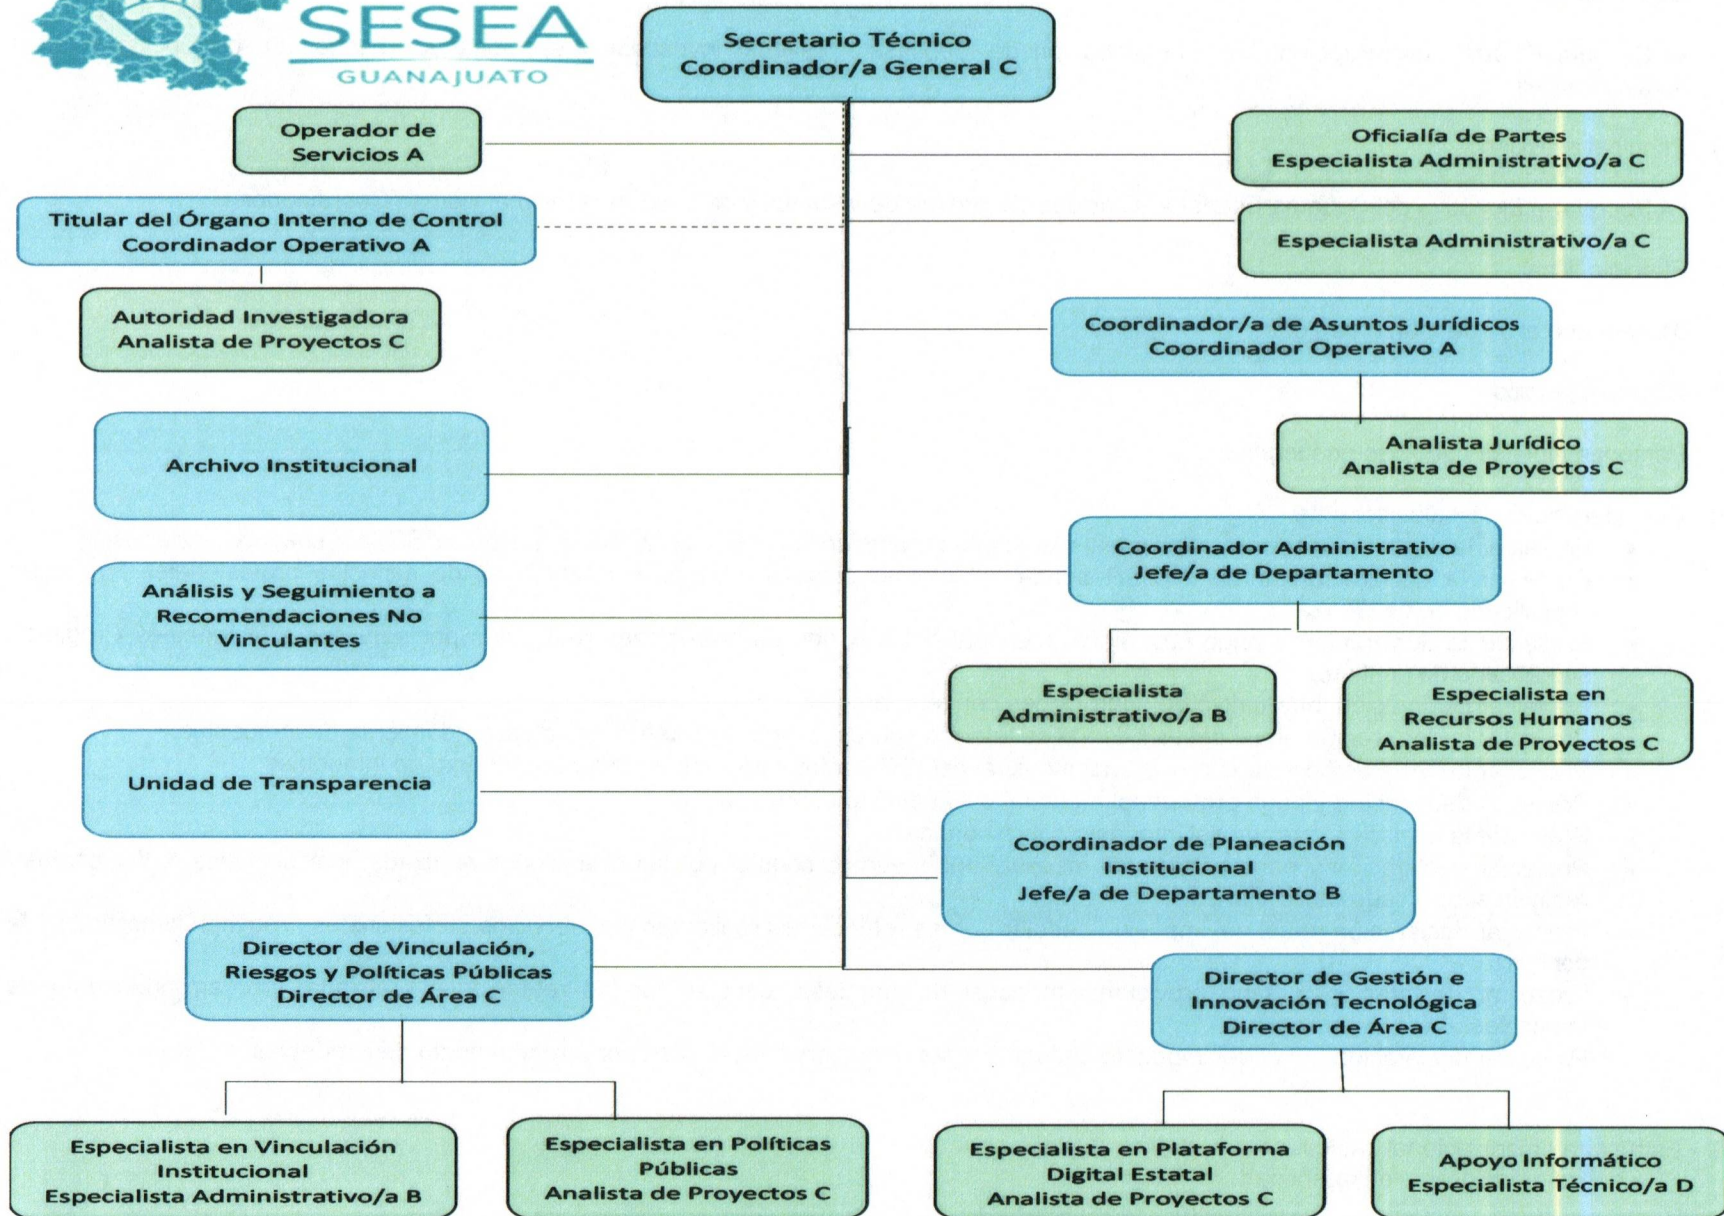 SESEA
GUANAJUATO
Secretario Técnico
Coordinador/a General C
Operador de
Servicios A
Oficialía de Partes
Especialista Administrativo/a C
Titular del Órgano Interno de Control
Coordinador Operativo A
Especialista Administrativo/a C
Autoridad Investigadora
Analista de Proyectos C
Coordinador/a de Asuntos Jurídicos
Coordinador Operativo A
Archivo Institucional
Analista Jurídico
Analista de Proyectos C
Análisis y Seguimiento a
Recomendaciones No
Vinculantes
Coordinador Administrativo
Jefe/a de Departamento
Especialista
Administrativo/a B
Especialista en
Recursos Humanos
Analista de Proyectos C
Unidad de Transparencia
Coordinador de Planeación
Institucional
Jefe/a de Departamento B
Director de Vinculación,
Riesgos y Políticas Públicas
Director de Área C
Director de Gestión e
Innovación Tecnológica
Director de Área C
Especialista en Vinculación
Institucional
Especialista Administrativo/a B
Especialista en Políticas
Públicas
Analista de Proyectos C
Especialista en Plataforma
Digital Estatal
Analista de Proyectos C
Apoyo Informático
Especialista Técnico/a D